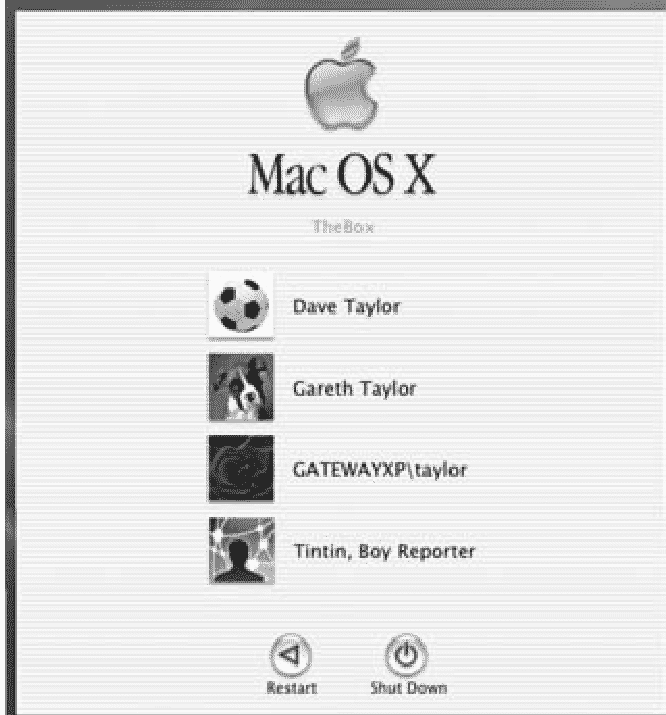 Mac OS X
TheBox
Dave Taylor
Gareth Taylor
GATEWAYXP\taylor
Tintin, Boy Reporter
Restart
Shut Down